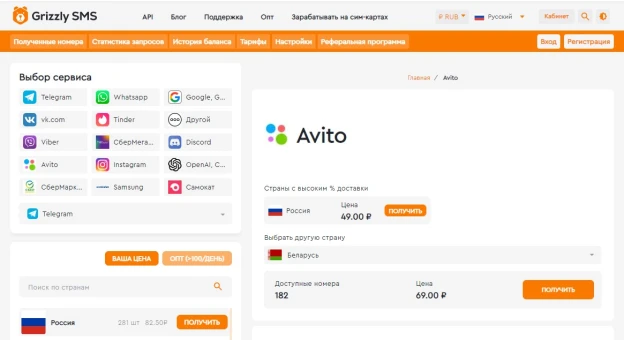 Grizzly SMS
API Блог Поддержка Опт Зарабатывать на сим-картах
₽ RUB Русский Кабинет
Полученные номера Статистика запросов История баланса Тарифы Настройки Реферальная программа
Вход Регистрация
Выбор сервиса
Telegram Whatsapp Google, G...
vk.com Tinder Другой
Viber СберМега... Discord
Avito Instagram OpenAI, C...
СберМарк... Samsung Самокат
Telegram
ВАША ЦЕНА ОПТ (>100/ДЕНЬ)
Поиск по странам
Россия 281 шт 82.50₽ ПОЛУЧИТЬ
Главная / Avito
Avito
Страны с высоким % доставки
Россия Цена 49.00 ₽ ПОЛУЧИТЬ
Выбрать другую страну
Беларусь
Доступные номера Цена
182 69.00 ₽ ПОЛУЧИТЬ